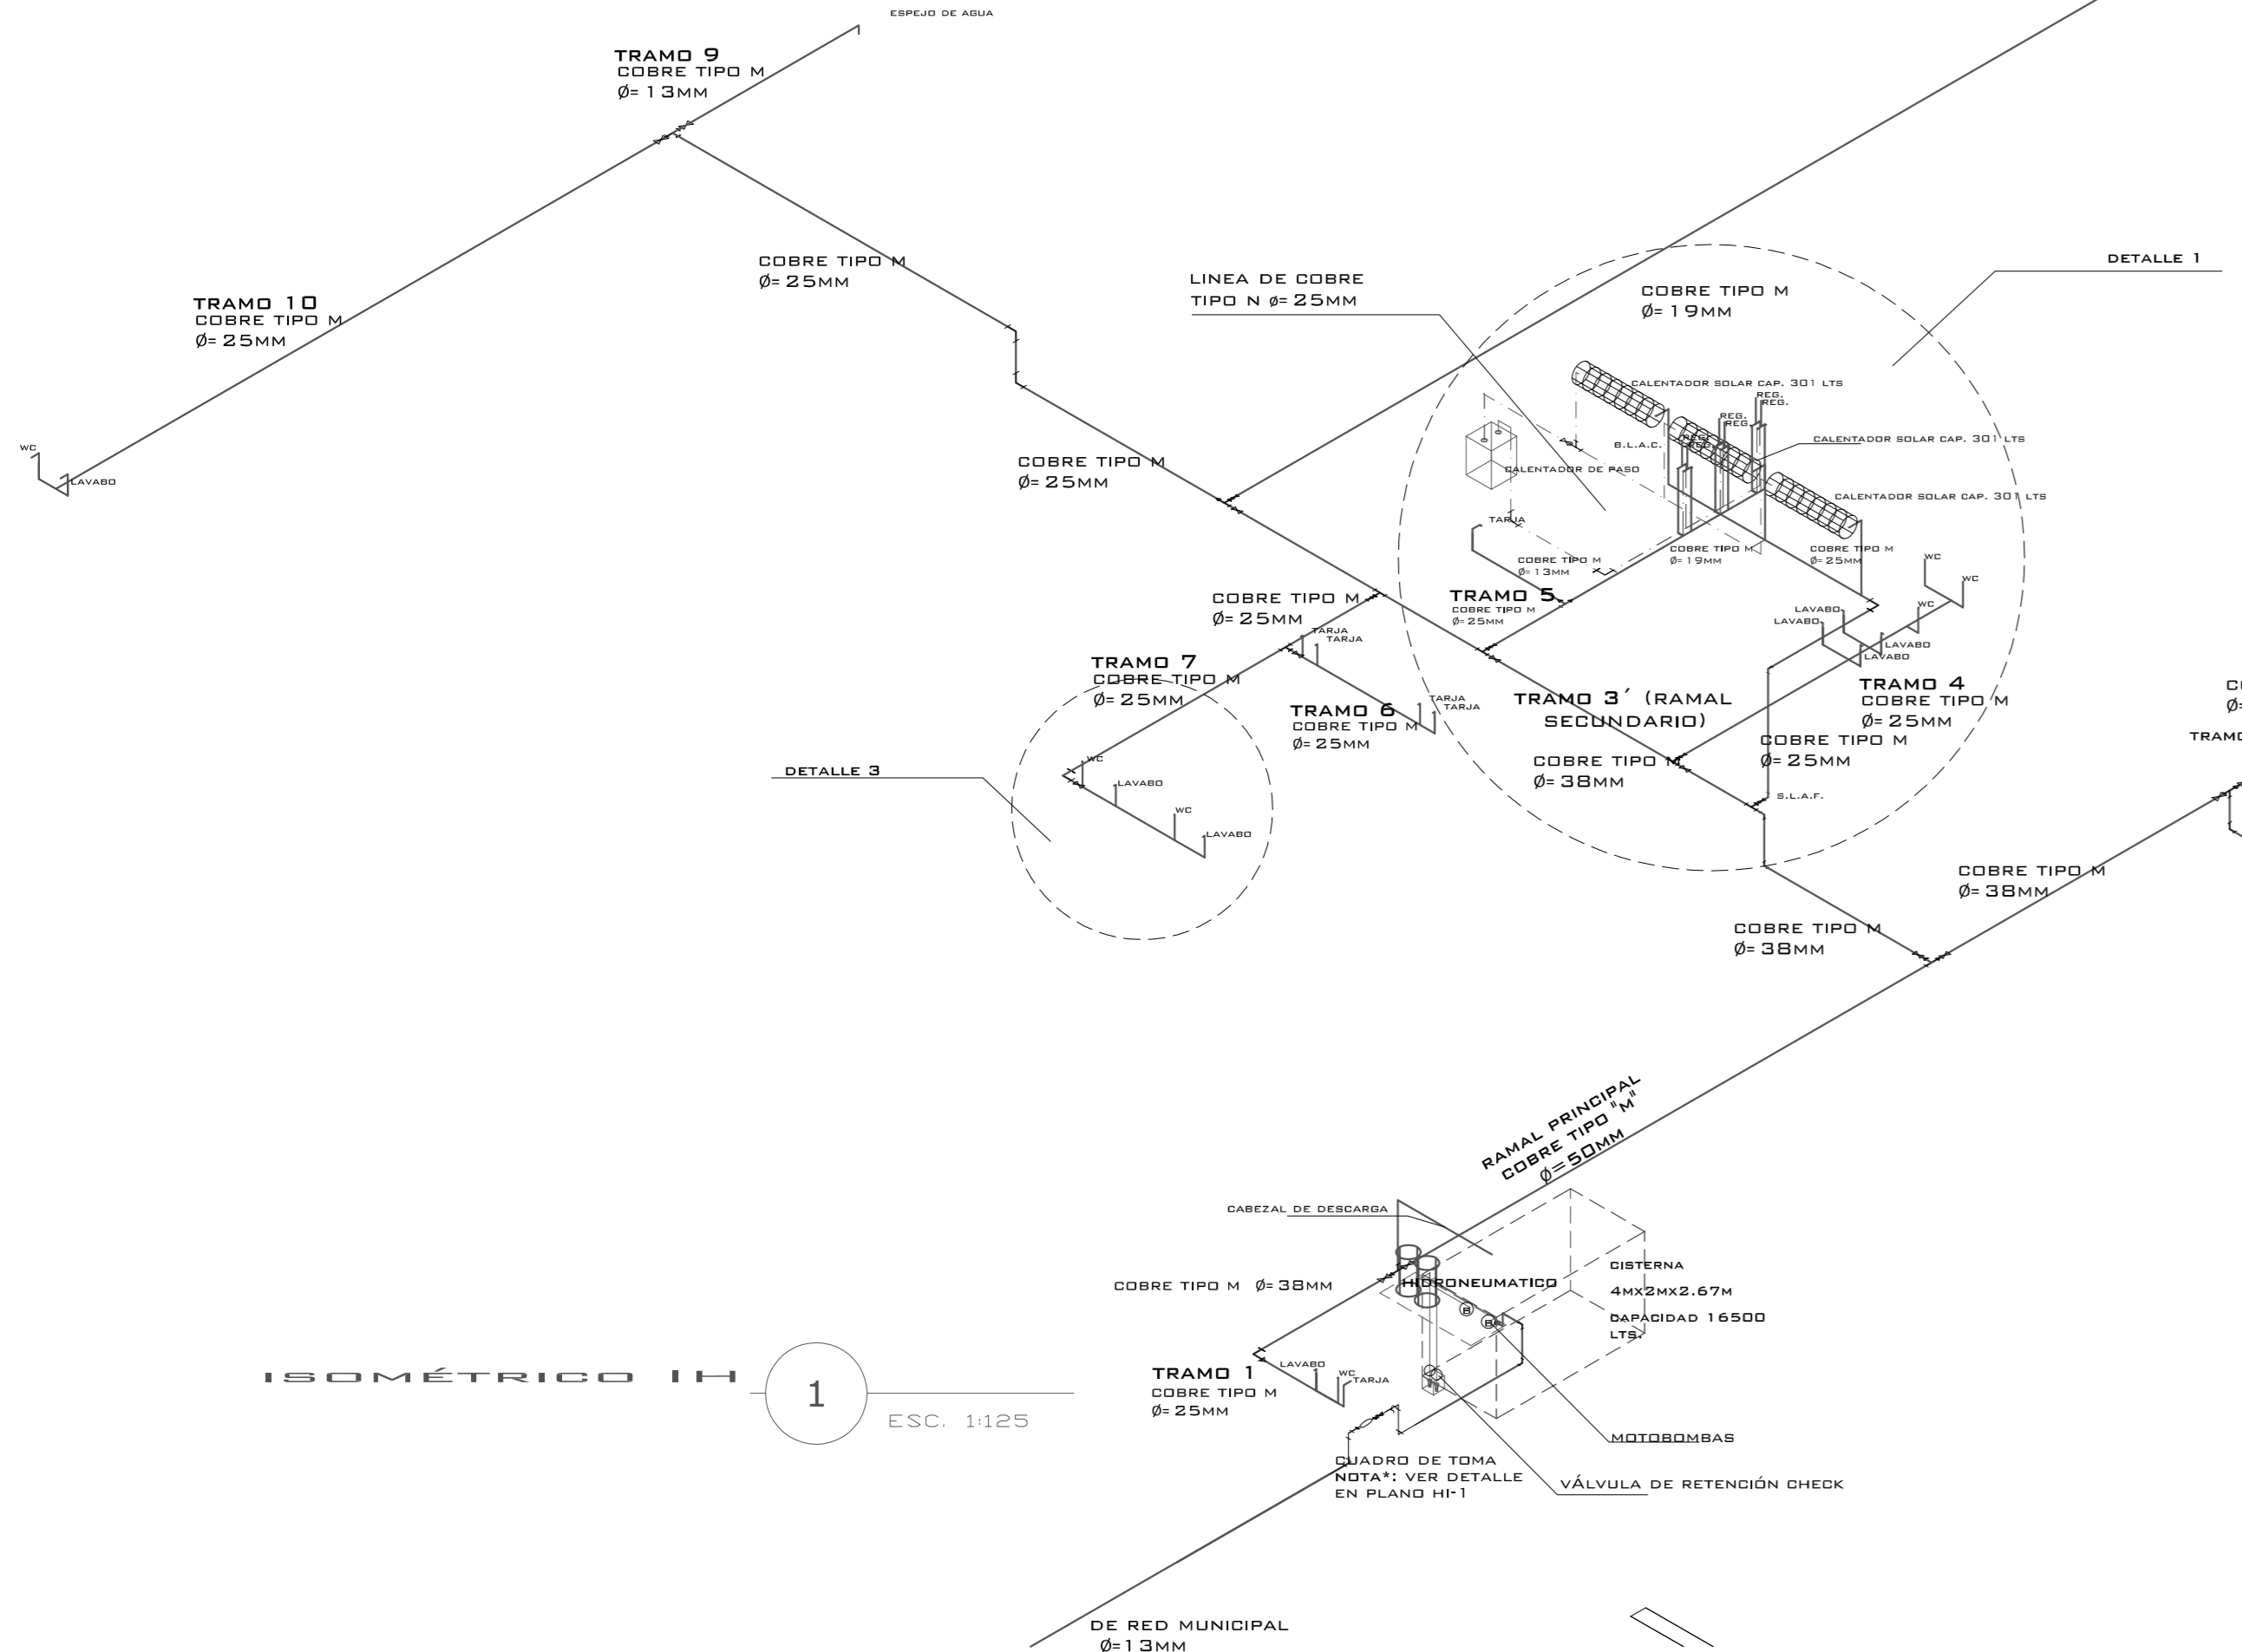 ESPEJO DE AGUA
TRAMO 9
COBRE TIPO M
Ø= 13MM
COBRE TIPO M
Ø= 25MM
TRAMO 10
COBRE TIPO M
Ø= 25MM
WC
LAVABO
LINEA DE COBRE
TIPO N Ø= 25MM
COBRE TIPO M
Ø= 19MM
DETALLE 1
CALENTADOR SOLAR CAP. 301 LTS
REG.
REG.
REG.
REG.
B.L.A.C.
CALENTADOR SOLAR CAP. 301 LTS
CALENTADOR DE PASO
CALENTADOR SOLAR CAP. 301 LTS
COBRE TIPO M
Ø= 25MM
TARJA
COBRE TIPO M
Ø= 13MM
COBRE TIPO M
Ø= 19MM
COBRE TIPO M
Ø= 25MM
WC
WC
WC
LAVABO
LAVABO
LAVABO
LAVABO
TRAMO 5
COBRE TIPO M
Ø= 25MM
COBRE TIPO M
Ø= 25MM
TARJA
TARJA
TRAMO 7
COBRE TIPO M
Ø= 25MM
TRAMO 6
COBRE TIPO M
Ø= 25MM
TARJA
TARJA
TRAMO 3´ (RAMAL
SECUNDARIO)
TRAMO 4
COBRE TIPO M
Ø= 25MM
COBRE TIPO M
Ø= 25MM
COBRE TIPO M
Ø= 38MM
S.L.A.F.
TRAMO
DETALLE 3
WC
LAVABO
WC
LAVABO
COBRE TIPO M
Ø= 38MM
COBRE TIPO M
Ø= 38MM
RAMAL PRINCIPAL
COBRE TIPO "M"
Ø=50MM
CABEZAL DE DESCARGA
COBRE TIPO M Ø= 38MM
HIDRONEUMATICO
B
B
CISTERNA
4MX2MX2.67M
CAPACIDAD 16500
LTS.
TRAMO 1
COBRE TIPO M
Ø= 25MM
LAVABO
WC
TARJA
ISOMÉTRICO IH
1
ESC. 1:125
MOTOBOMBAS
CUADRO DE TOMA
NOTA*: VER DETALLE
EN PLANO HI-1
VÁLVULA DE RETENCIÓN CHECK
DE RED MUNICIPAL
Ø=13MM